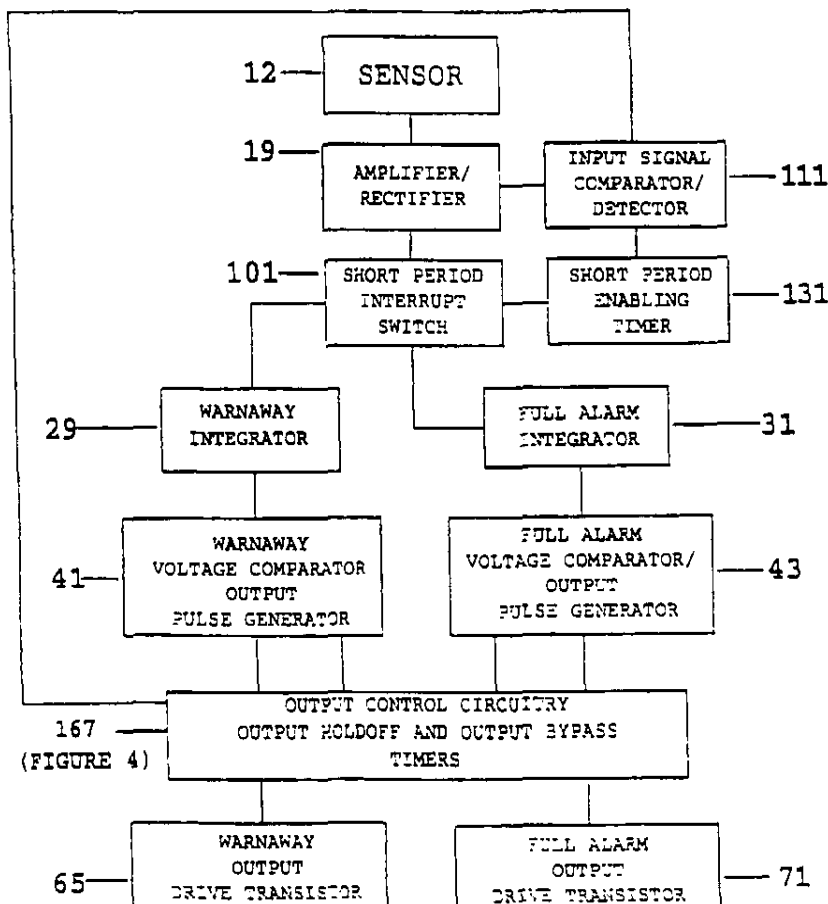 12
SENSOR
19
AMPLIFIER/
RECTIFIER
INPUT SIGNAL
COMPARATOR/
DETECTOR
111
101
SHORT PERIOD
INTERRUPT
SWITCH
SHORT PERIOD
ENABLING
TIMER
131
29
WARNAWAY
INTEGRATOR
FULL ALARM
INTEGRATOR
31
41
WARNAWAY
VOLTAGE COMPARATOR
OUTPUT
PULSE GENERATOR
FULL ALARM
VOLTAGE COMPARATOR/
OUTPUT
PULSE GENERATOR
43
167
(FIGURE 4)
OUTPUT CONTROL CIRCUITRY
OUTPUT HOLDOFF AND OUTPUT BYPASS
TIMERS
65
WARNAWAY
OUTPUT
DRIVE TRANSISTOR
FULL ALARM
OUTPUT
DRIVE TRANSISTOR
71